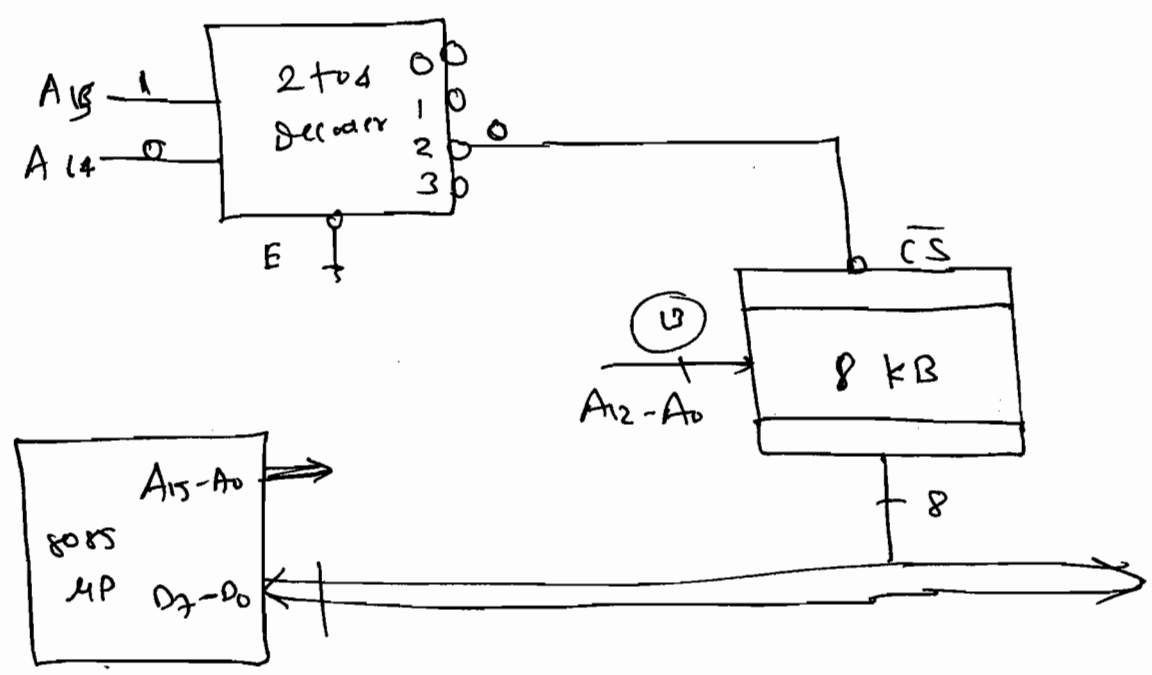 2 to 4
Decoder
A15 1
A14 0
0
1
2
3
0
E
C̅S̅
13
A12-A0
8 KB
8
A15-A0
8085
μP
D7-D0